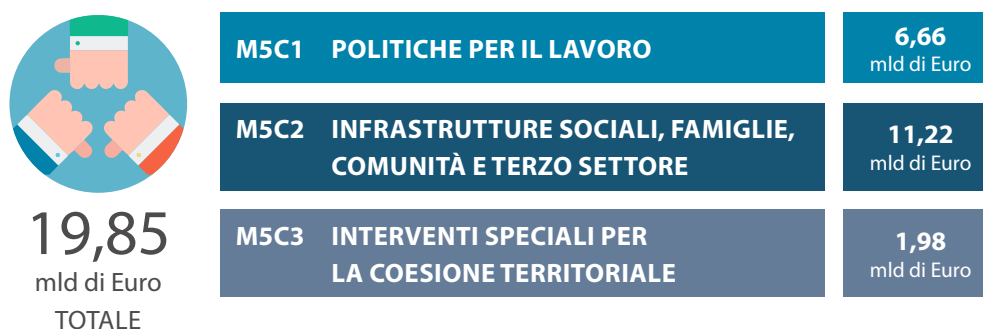 M5C1 POLITICHE PER IL LAVORO
6,66
mld di Euro
M5C2 INFRASTRUTTURE SOCIALI, FAMIGLIE,
COMUNITÀ E TERZO SETTORE
11,22
mld di Euro
M5C3 INTERVENTI SPECIALI PER
LA COESIONE TERRITORIALE
1,98
mld di Euro
19,85
mld di Euro
TOTALE